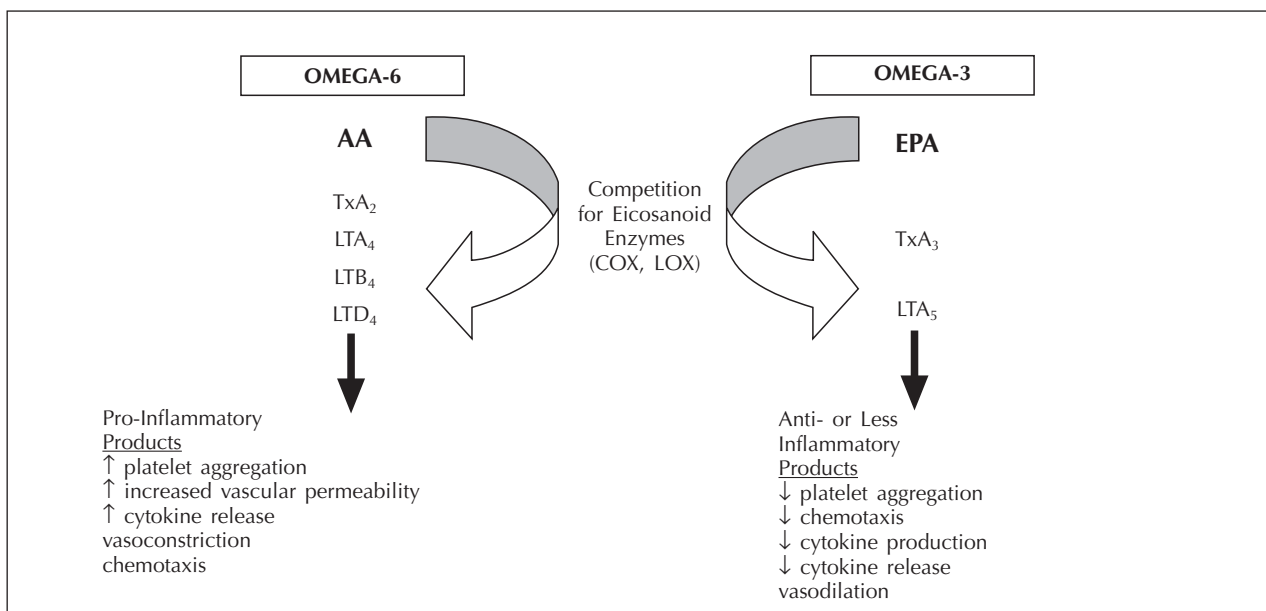 OMEGA-6
AA
TxA₂
LTA₄
LTB₄
LTD₄
Pro-Inflammatory
Products
↑ platelet aggregation
↑ increased vascular permeability
↑ cytokine release
vasoconstriction
chemotaxis
Competition
for Eicosanoid
Enzymes
(COX, LOX)
OMEGA-3
EPA
TxA₃
LTA₅
Anti- or Less
Inflammatory
Products
↓ platelet aggregation
↓ chemotaxis
↓ cytokine production
↓ cytokine release
vasodilation